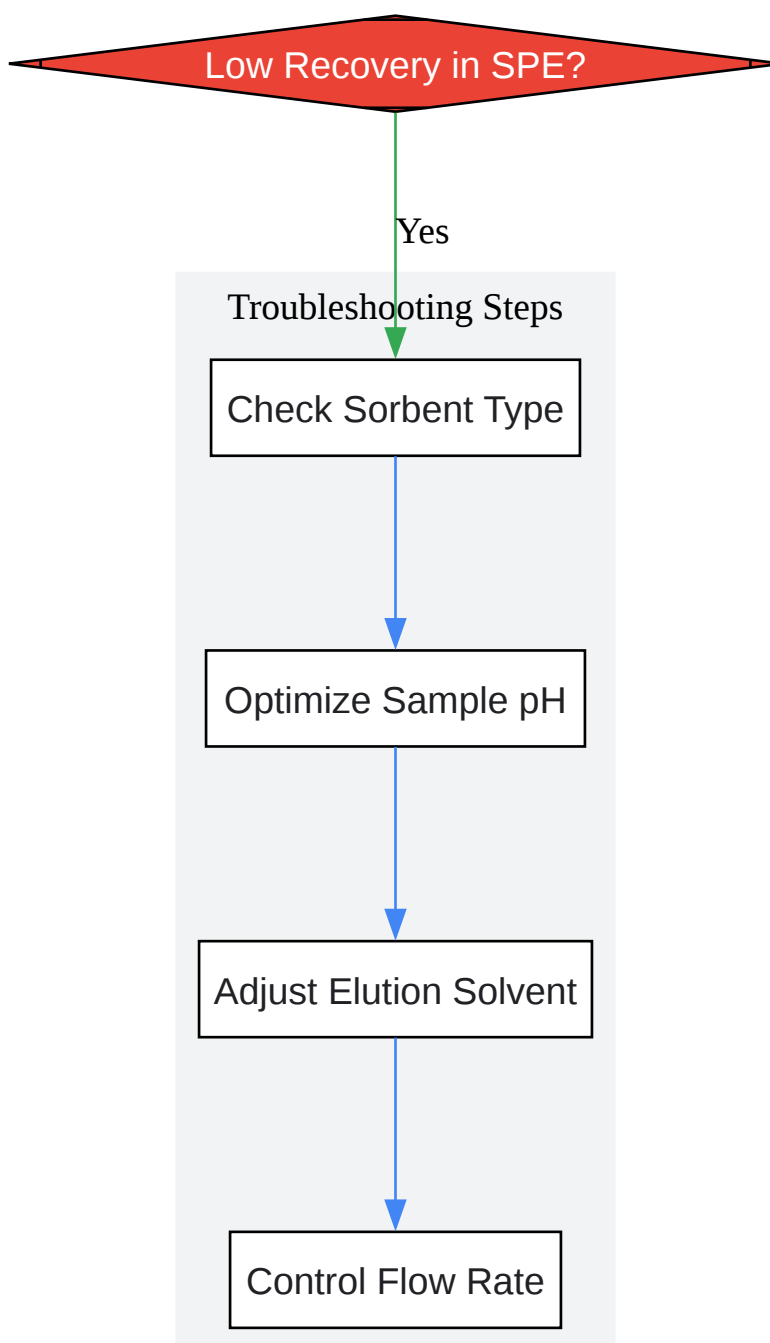 Low Recovery in SPE?
Yes
Troubleshooting Steps
Check Sorbent Type
Optimize Sample pH
Adjust Elution Solvent
Control Flow Rate